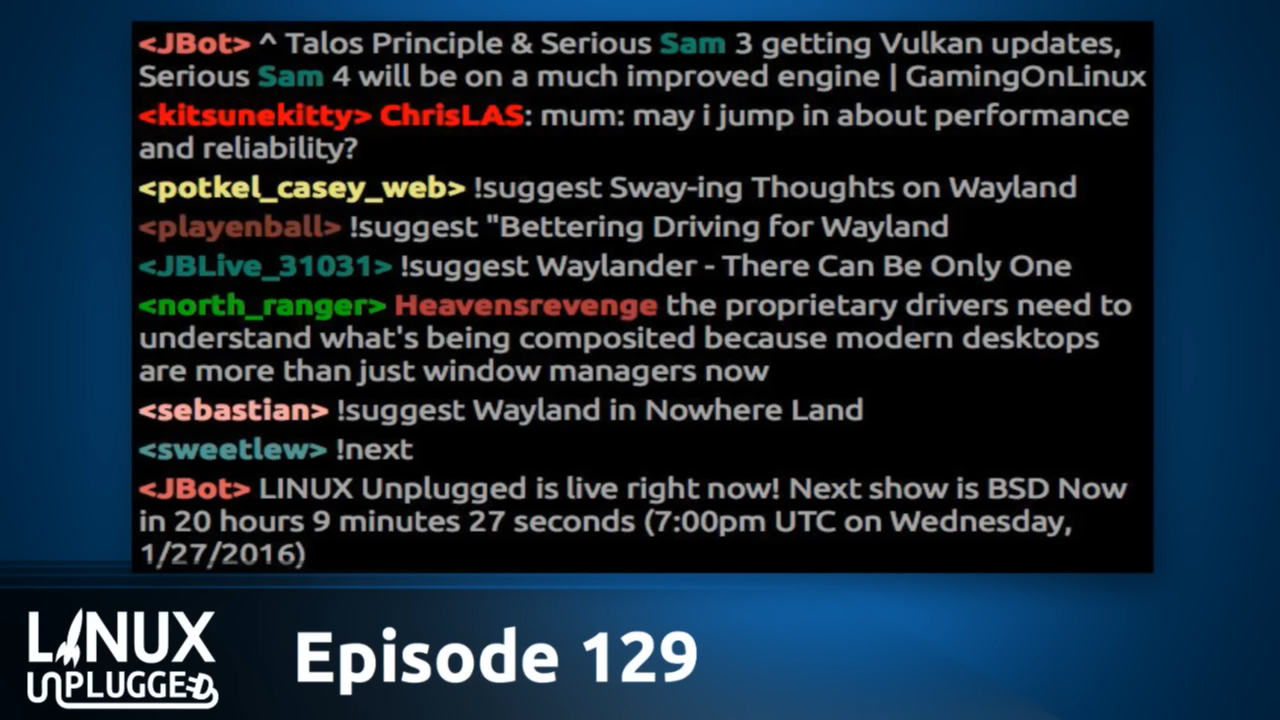 <JBot> ^ Talos Principle & Serious Sam 3 getting Vulkan updates,
Serious Sam 4 will be on a much improved engine | GamingOnLinux
<kitsunekitty> ChrisLAS: mum: may i jump in about performance
and reliability?
<potkel_casey_web> !suggest Sway-ing Thoughts on Wayland
<playenball> !suggest "Bettering Driving for Wayland
<JBLive_31031> !suggest Waylander - There Can Be Only One
<north_ranger> Heavensrevenge the proprietary drivers need to
understand what's being composited because modern desktops
are more than just window managers now
<sebastian> !suggest Wayland in Nowhere Land
<sweetlew> !next
<JBot> LINUX Unplugged is live right now! Next show is BSD Now
in 20 hours 9 minutes 27 seconds (7:00pm UTC on Wednesday,
1/27/2016)
LINUX
UNPLUGGED
Episode 129